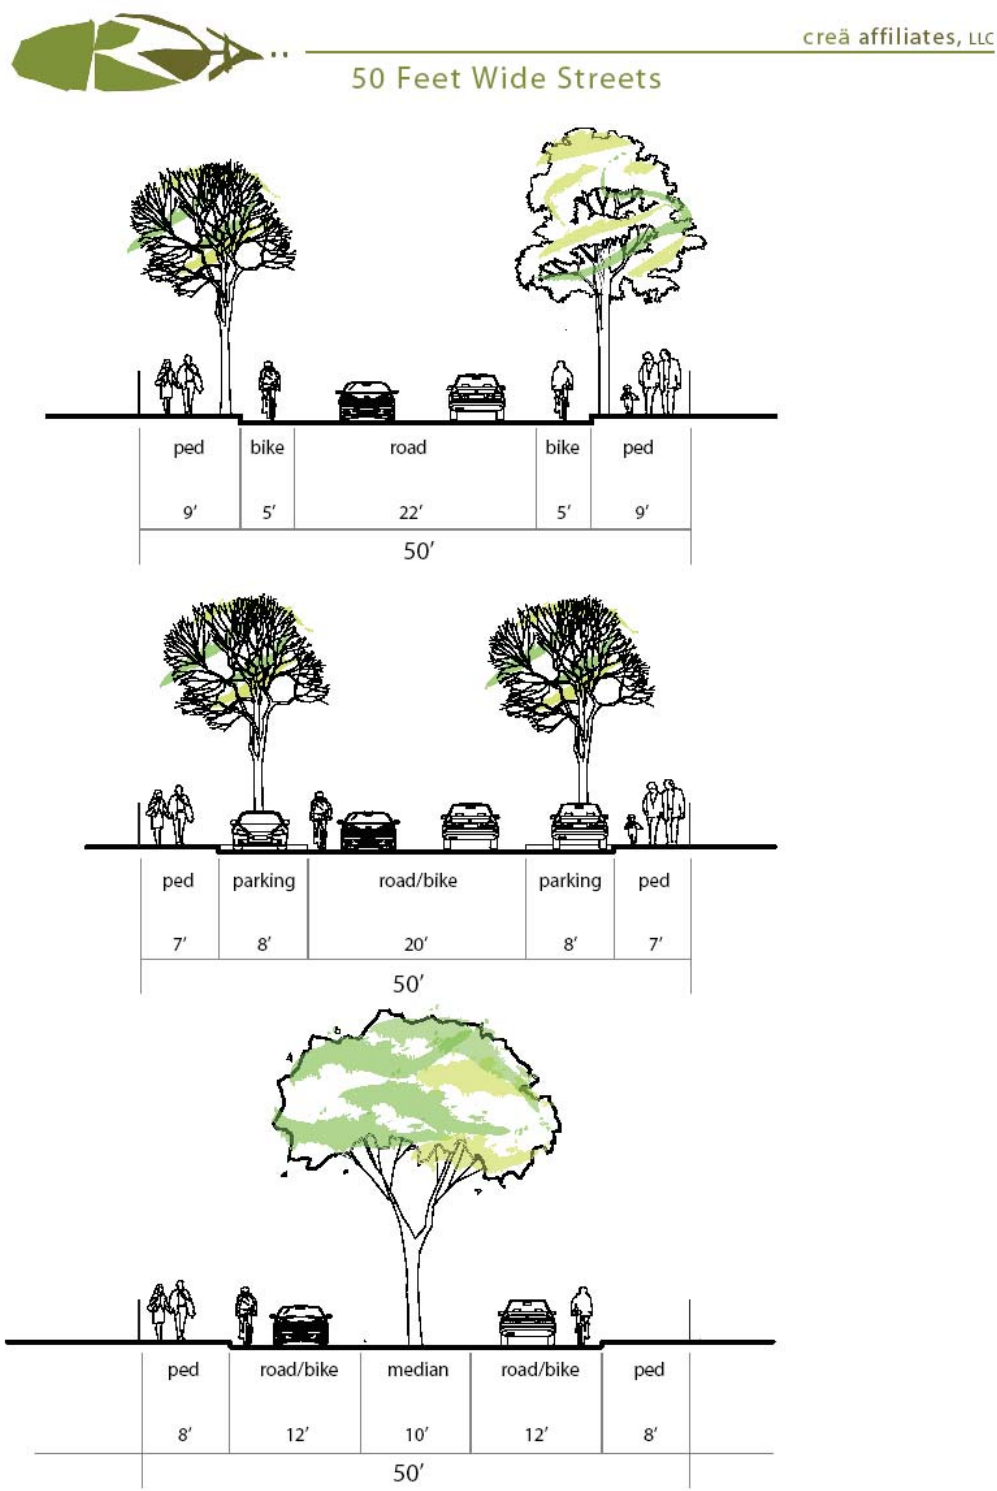 creä affiliates, LLC
50 Feet Wide Streets
ped bike road bike ped
9′ 5′ 22′ 5′ 9′
50′
ped parking road/bike parking ped
7′ 8′ 20′ 8′ 7′
50′
ped road/bike median road/bike ped
8′ 12′ 10′ 12′ 8′
50′